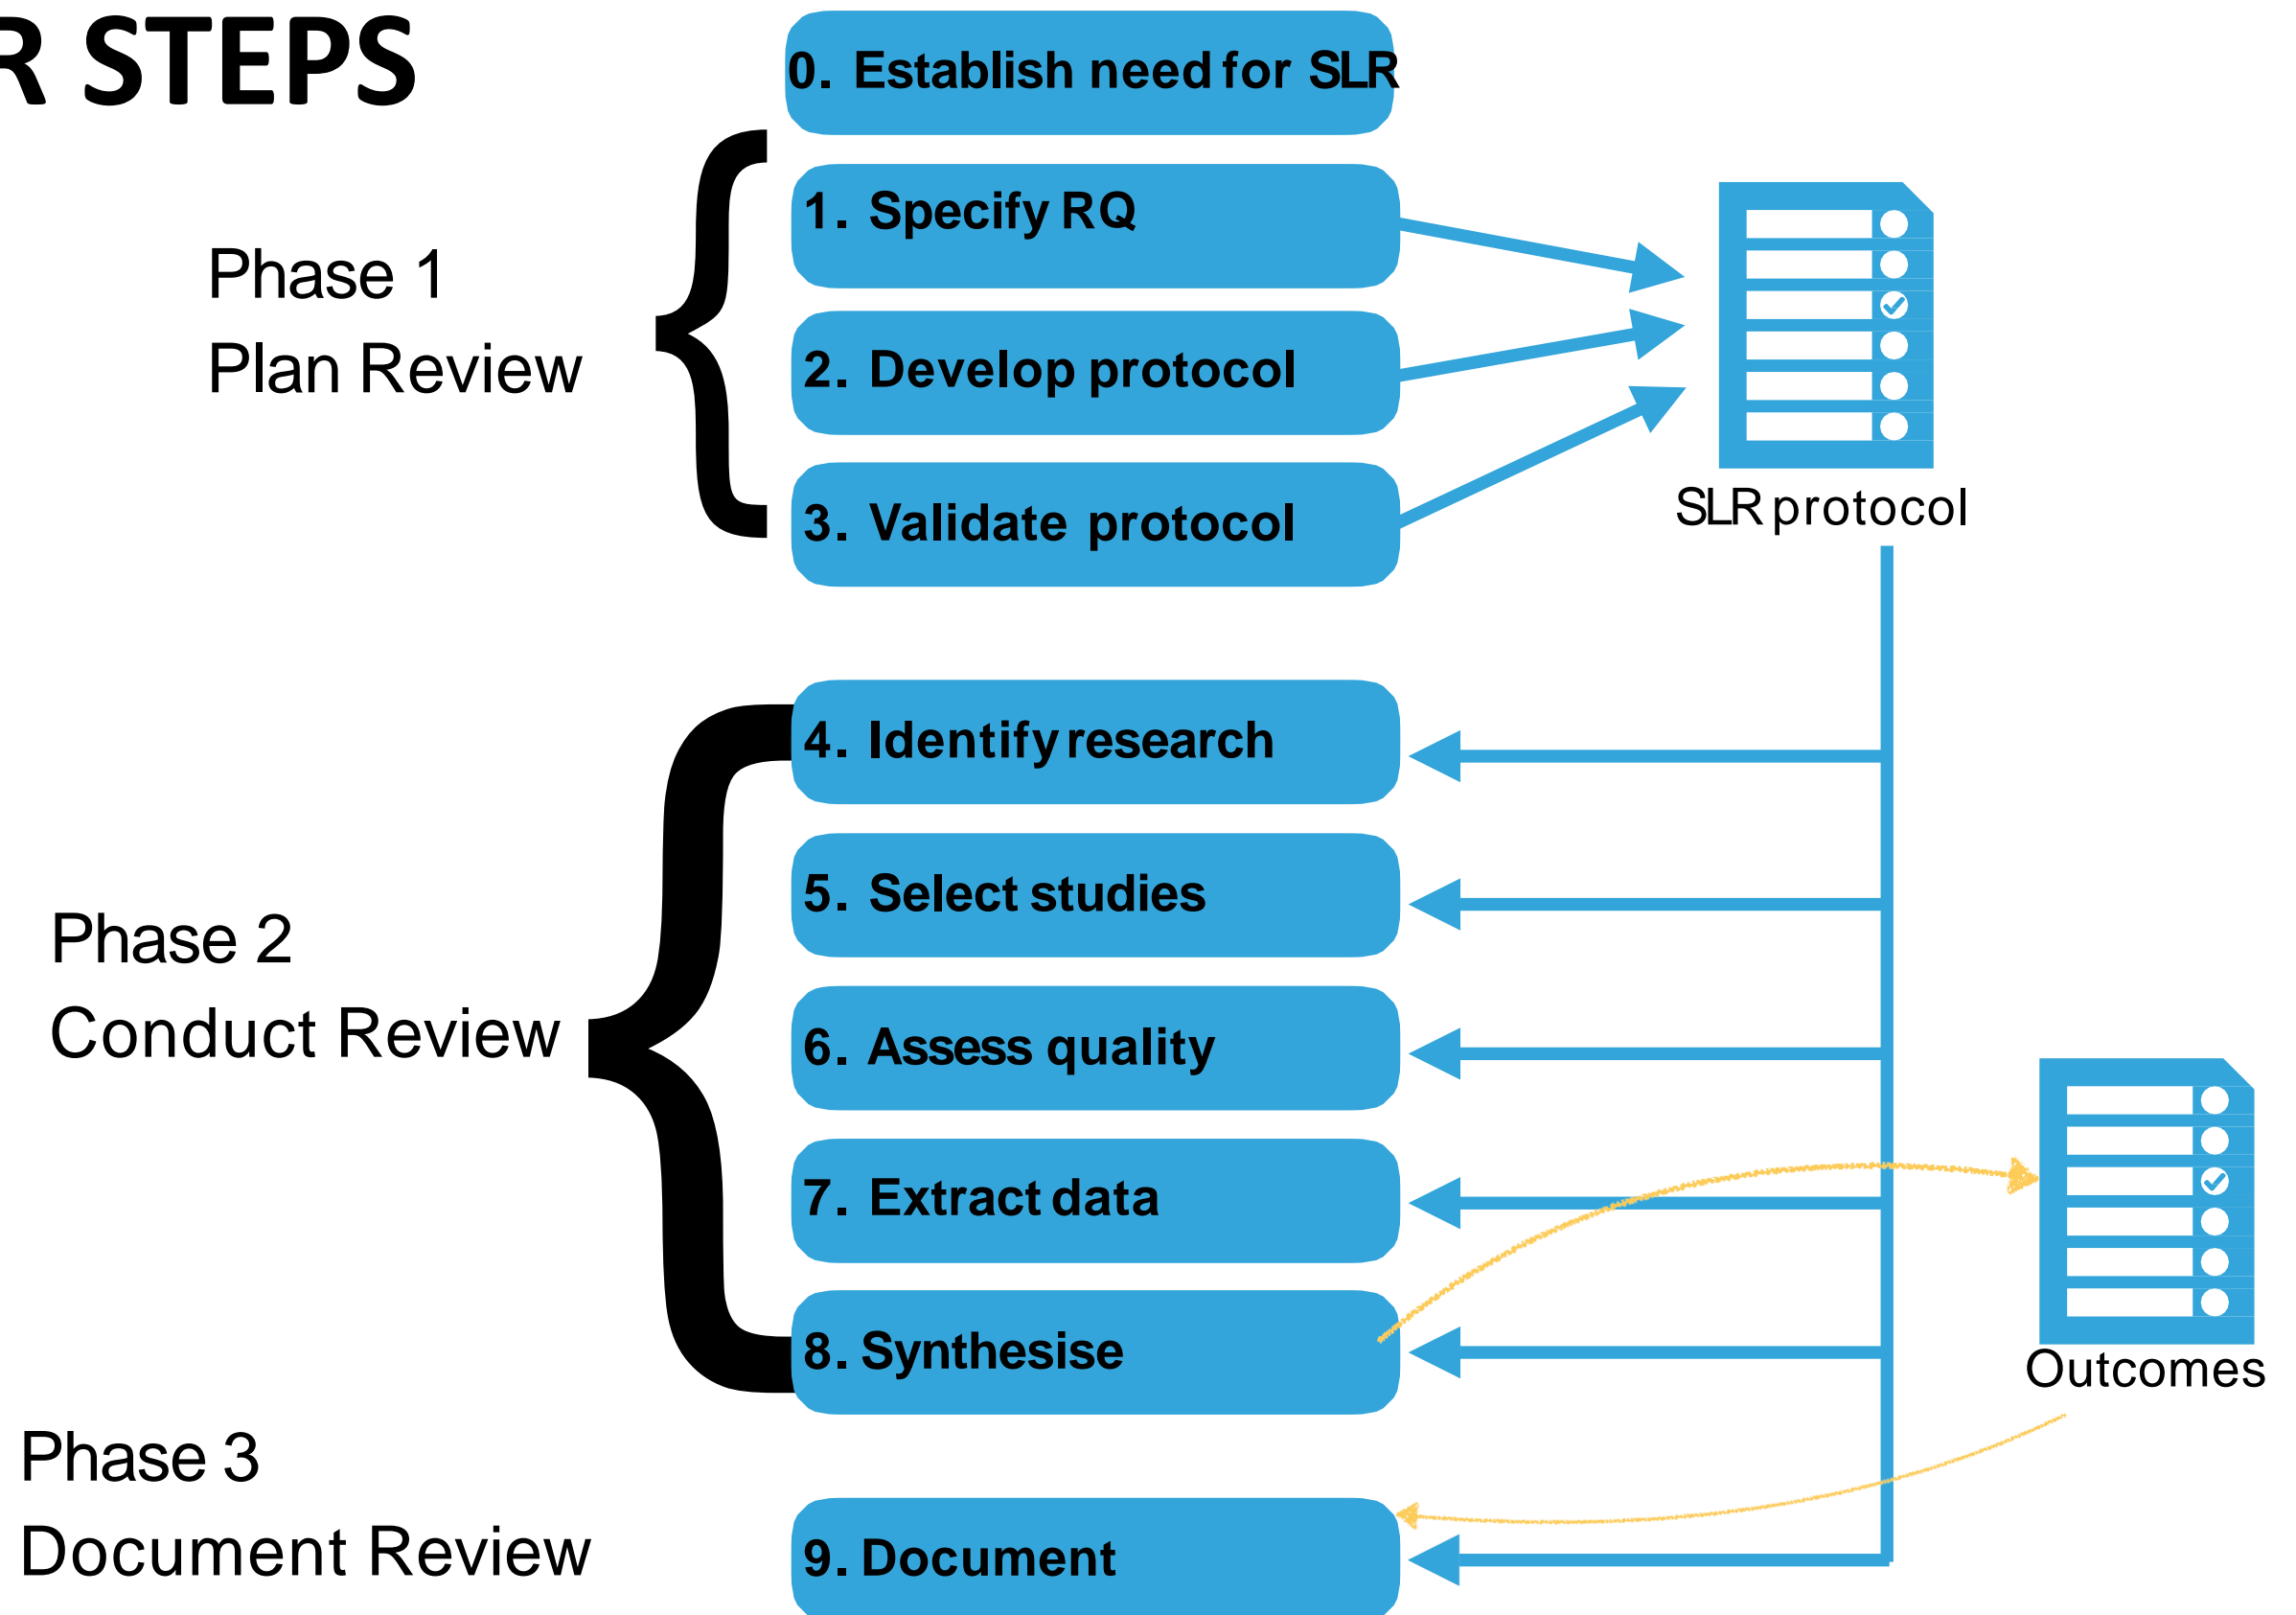 R STEPS
0. Establish need for SLR
Phase 1
Plan Review
1. Specify RQ
2. Develop protocol
3. Validate protocol
SLR protocol
Phase 2
Conduct Review
4. Identify research
5. Select studies
6. Assess quality
7. Extract data
8. Synthesise
Outcomes
Phase 3
Document Review
9. Document